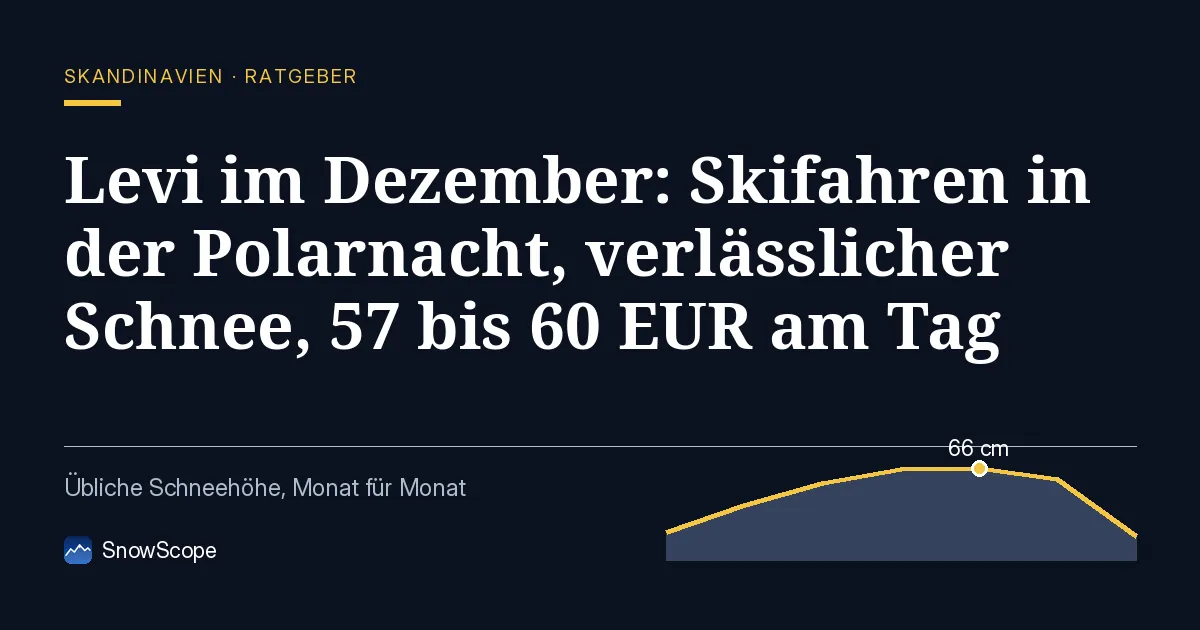 SKANDINAVIEN · RATGEBER
Levi im Dezember: Skifahren in
der Polarnacht, verlässlicher
Schnee, 57 bis 60 EUR am Tag
66 cm
Übliche Schneehöhe, Monat für Monat
SnowScope